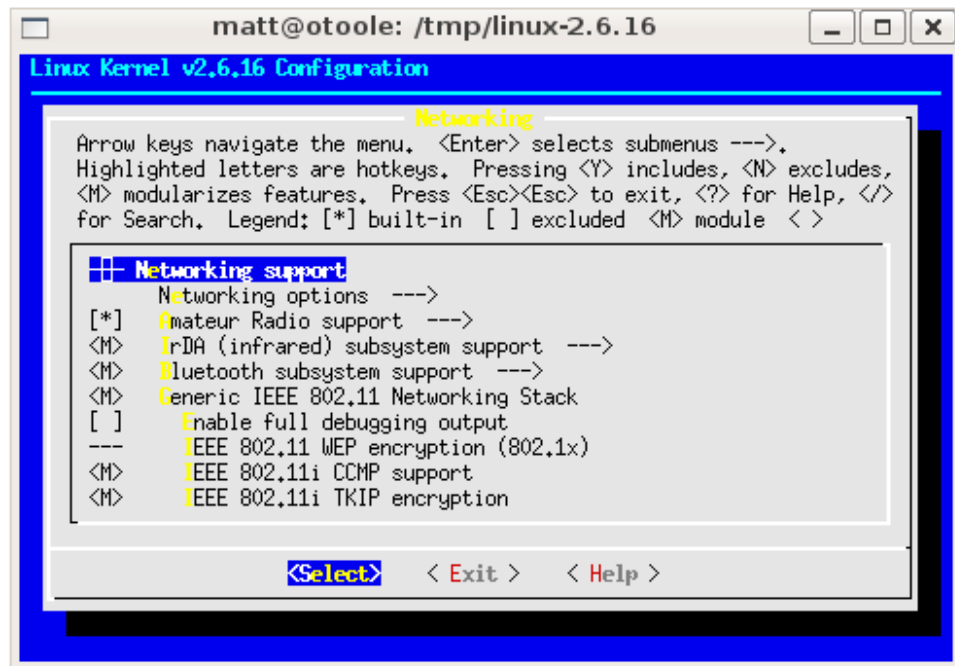 matt@otoole: /tmp/linux-2.6.16
Linux Kernel v2.6.16 Configuration
Networking
Arrow keys navigate the menu. <Enter> selects submenus --->.
Highlighted letters are hotkeys. Pressing <Y> includes, <N> excludes,
<M> modularizes features. Press <Esc><Esc> to exit, <?> for Help, </>
for Search. Legend: [*] built-in [ ] excluded <M> module < >
Networking support
Networking options --->
[*] Amateur Radio support --->
<M> IrDA (infrared) subsystem support --->
<M> Bluetooth subsystem support --->
<M> Generic IEEE 802.11 Networking Stack
[ ] Enable full debugging output
--- IEEE 802.11 WEP encryption (802.1x)
<M> IEEE 802.11i CCMP support
<M> IEEE 802.11i TKIP encryption
<Select> < Exit > < Help >